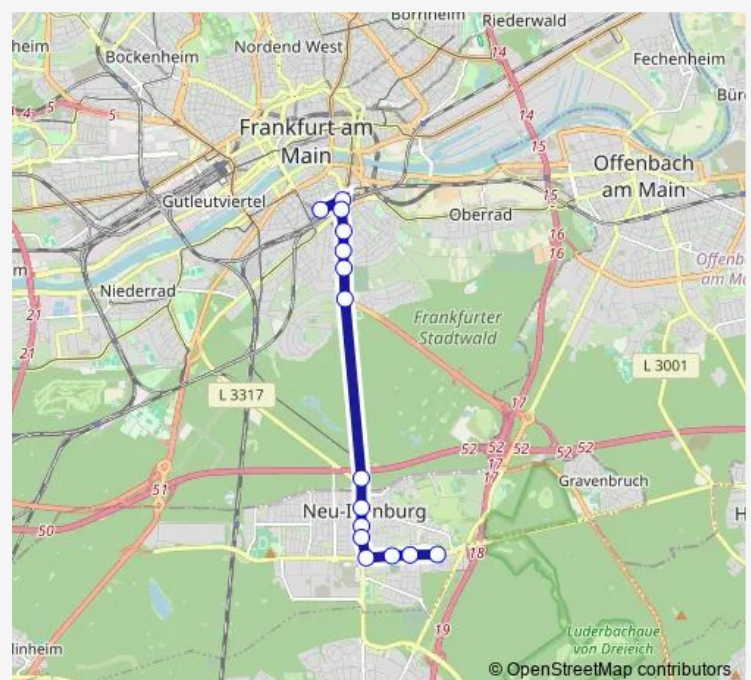 Bornheim
Riederwald
heim
Bockenheim
Nordend West
14
Fechenheim
4
5
5
14
Bür
Frankfurt am
Main
15
Offenbach
am Main
15
Gutleutviertel
Oberrad
16
16
m
Offenb
am Ma
Niederrad
21
Frankfurter
Stadtwald
21
L 3001
L 3317
17
52
52
52
52
52
17
17
51
Gravenbruch
50
H
18
19
linheim
Luderbachaue
von Dreieich
© OpenStreetMap contributors